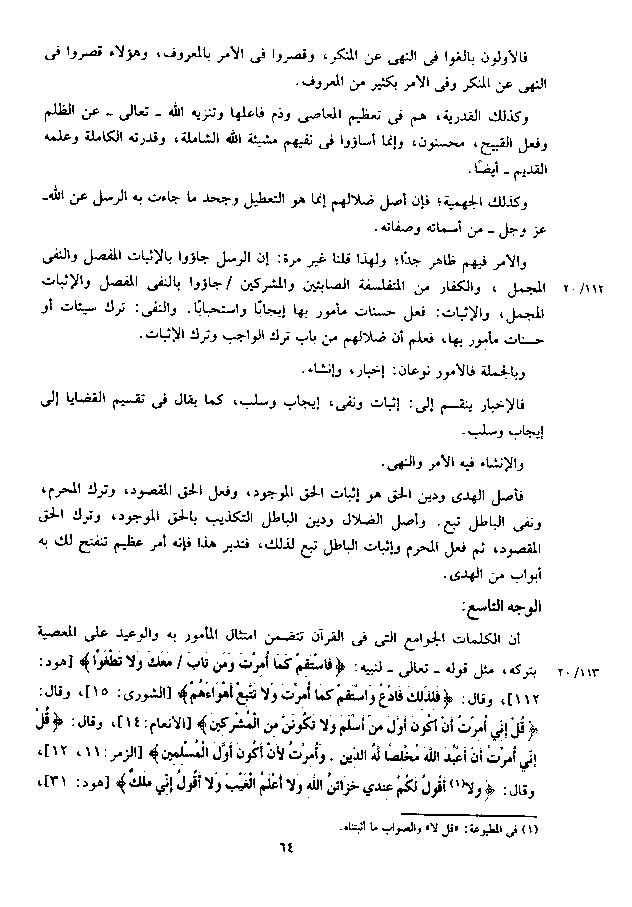 فالأولون بالغوا فى النهى عن المنكر، وقصروا فى الأمر بالمعروف، وهؤلاء قصروا فى
النهى عن المنكر وفى الأمر بكثير من المعروف.
وكذلك القدرية، هم فى تعظيم المعاصى وذم فاعلها وتنزيه الله ـ تعالى ـ عن الظلم
وفعل القبيح، محسنون، وإنما أساؤوا فى نفيهم مشيئة الله الشاملة، وقدرته الكاملة وعلمه
القديم ـ أيضًا.
وكذلك الجهمية؛ فإن أصل ضلالهم إنما هو التعطيل وجحد ما جاءت به الرسل عن الله ـ
عز وجل ـ من أسمائه وصفاته.
والأمر فيهم ظاهر جدًا؛ ولهذا قلنا غير مرة: إن الرسل جاؤوا بالإثبات المفصل والنفى
٢٠/١١٢ المجمل، والكفار من المتفلسفة الصابئين والمشركين / جاؤوا بالنفى المفصل والإثبات
المجمل، والإثبات: فعل حسنات مأمور بها إيجابًا واستحبابًا. والنفى: ترك سيئات أو
حسنات مأمور بها، فعلم أن ضلالهم من باب ترك الواجب وترك الإثبات.
وبالجملة فالأمور نوعان: إخبار، وإنشاء.
فالإخبار ينقسم إلى: إثبات ونفى، إيجاب وسلب، كما يقال فى تقسيم القضايا إلى
إيجاب وسلب.
والإنشاء فيه الأمر والنهى.
فأصل الهدى ودين الحق هو إثبات الحق الموجود، وفعل الحق المقصود، وترك المحرم،
ونفى الباطل تبع. وأصل الضلال ودين الباطل التكذيب بالحق الموجود، وترك الحق
المقصود، ثم فعل المحرم وإثبات الباطل تبع لذلك، فتدبر هذا فإنه أمر عظيم تنفتح لك به
أبواب من الهدى.
الوجه التاسع:
أن الكلمات الجوامع التى فى القرآن تتضمن امتثال المأمور به والوعيد على المعصية
٢٠/١١٣ بتركه، مثل قوله ـ تعالى ـ لنبيه: ﴿فَاسْتَقِمْ كَمَا أُمِرْتَ وَمَن تَابَ / مَعَكَ وَلا تَطْغَوْا﴾ [هود:
١١٢]، وقال: ﴿فَلِذَلِكَ فَادْعُ وَاسْتَقِمْ كَمَا أُمِرْتَ وَلا تَتَّبِعْ أَهْوَاءَهُمْ﴾ [الشورى: ١٥]، وقال:
﴿قُلْ إِنِّي أُمِرْتُ أَنْ أَكُونَ أَوَّلَ مَنْ أَسْلَمَ وَلا تَكُونَنَّ مِنَ الْمُشْرِكِينَ﴾ [الأنعام: ١٤]، وقال: ﴿قُلْ
إِنِّي أُمِرْتُ أَنْ أَعْبُدَ اللَّهَ مُخْلِصًا لَّهُ الدِّينَ . وَأُمِرْتُ لأَنْ أَكُونَ أَوَّلَ الْمُسْلِمِينَ﴾ [الزمر: ١١، ١٢]،
وقال: ﴿وَلا(١) أَقُولُ لَكُمْ عِندِي خَزَائِنُ اللَّهِ وَلا أَعْلَمُ الْغَيْبَ وَلا أَقُولُ إِنِّي مَلَكٌ﴾ [هود: ٣١]،
(١) فى المطبوعة: «قل لا» والصواب ما أثبتناه.
٦٤